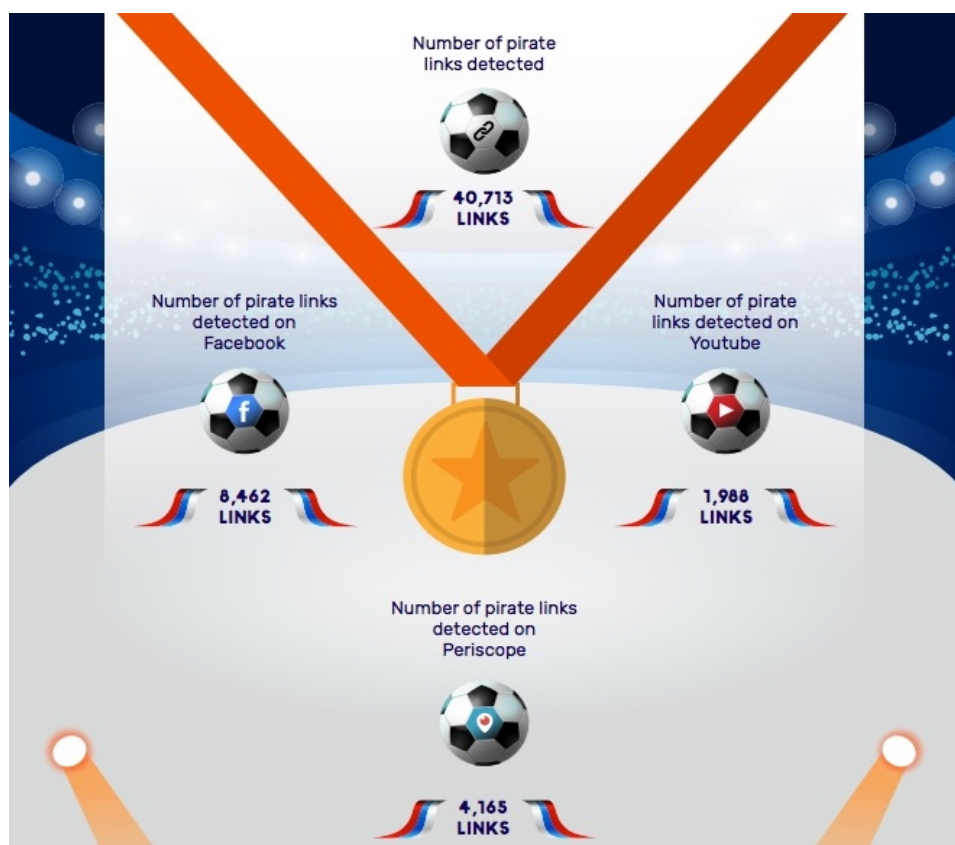 Number of pirate
links detected
40,713
LINKS
Number of pirate links
detected on
Facebook
8,462
LINKS
Number of pirate
links detected on
Youtube
1,988
LINKS
Number of pirate links
detected on
Periscope
4,165
LINKS